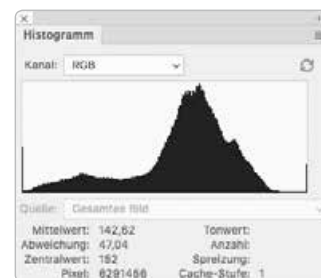 Histogramm
Kanal: RGB
Quelle: Gesamtes Bild
Mittelwert: 142,62 Tonwert:
Abweichung: 47,04 Anzahl:
Zentralwert: 152 Spreizung:
Pixel: 6291456 Cache-Stufe: 1